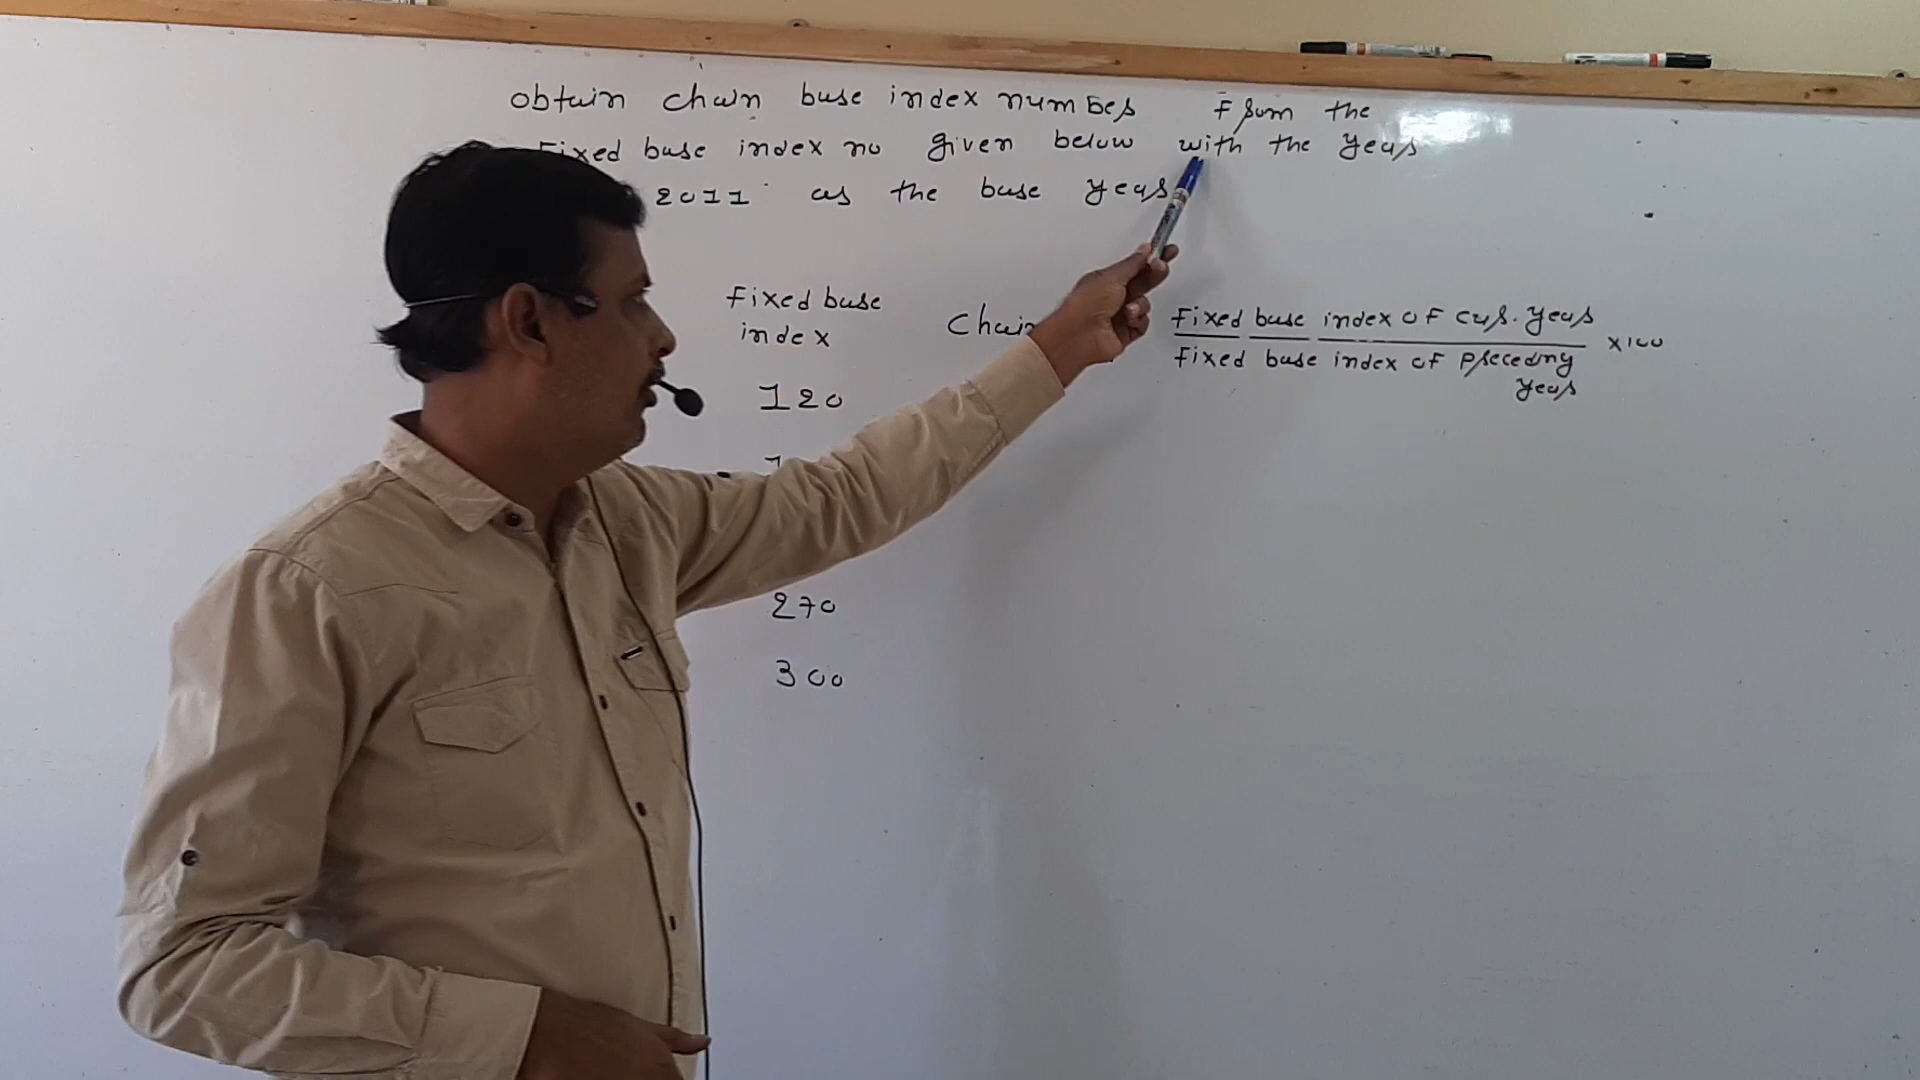 obtain chain base index number From the
Fixed base index no given below with the year
2011 as the base year
Fixed base
index
Chain
Fixed base index of cur. year
Fixed base index of preceding
year
×100
120
270
300